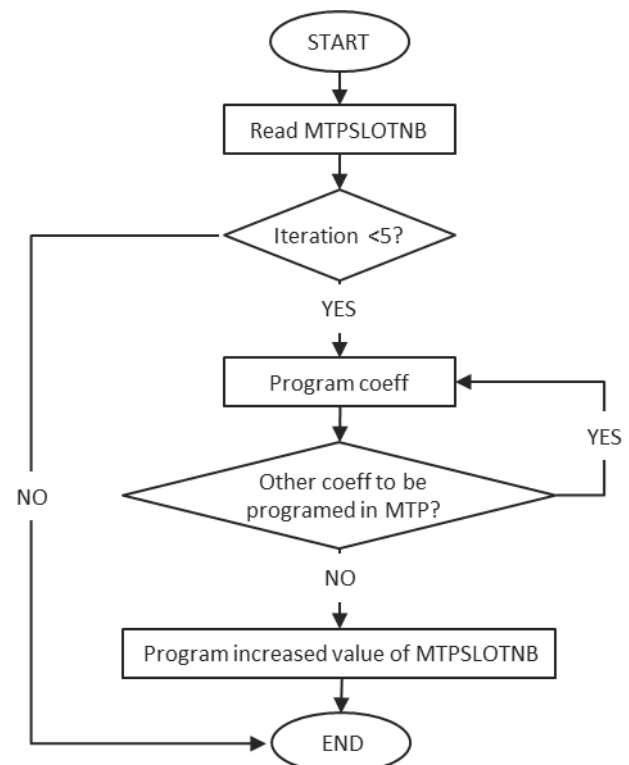 START
Read MTPSLOTNB
Iteration <5?
YES
Program coeff
YES
Other coeff to be
programed in MTP?
NO
NO
Program increased value of MTPSLOTNB
END